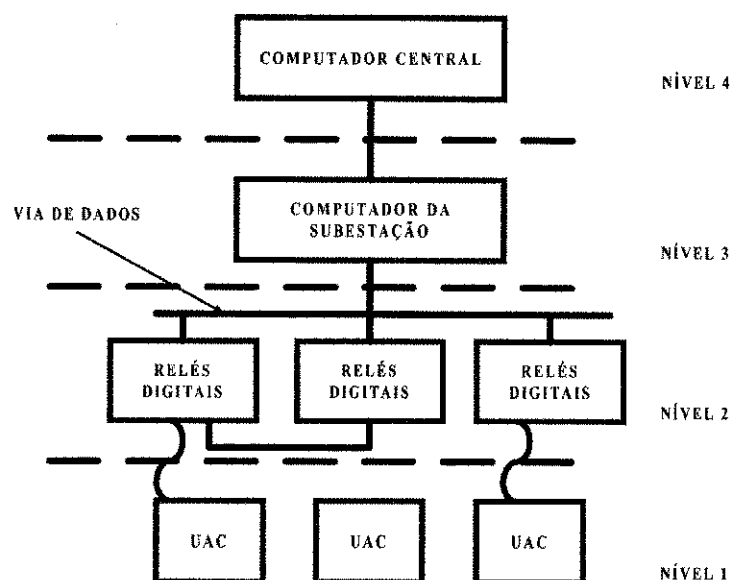 COMPUTADOR CENTRAL
NÍVEL 4
COMPUTADOR DA
SUBESTAÇÃO
VIA DE DADOS
NÍVEL 3
RELÉS
DIGITAIS
RELÉS
DIGITAIS
RELÉS
DIGITAIS
NÍVEL 2
UAC
UAC
UAC
NÍVEL 1